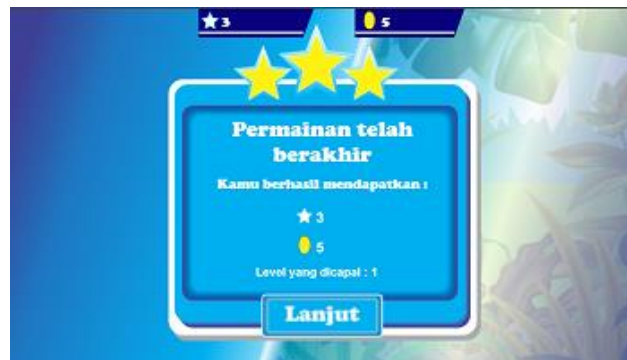 3
5
Permainan telah
berakhir
Kamu berhasil mendapatkan :
3
5
Level yang dicapai : 1
Lanjut